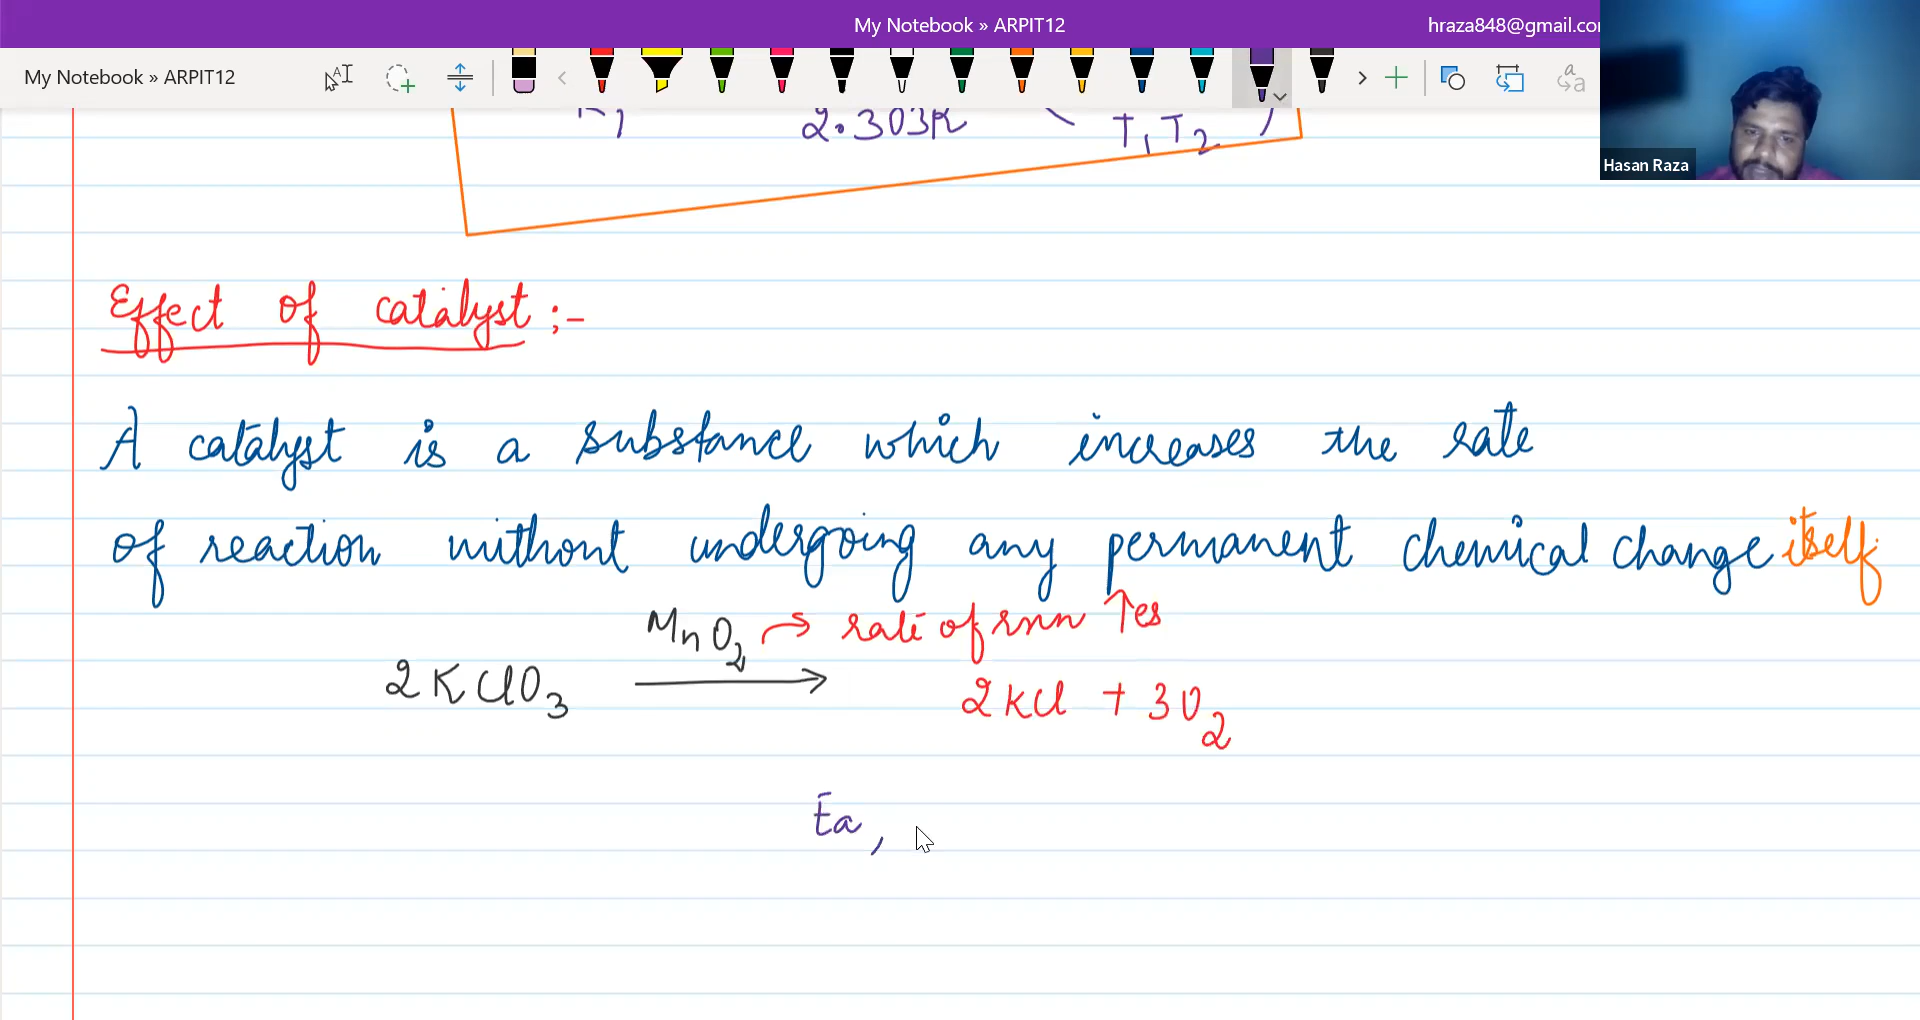 My Notebook » ARPIT12
hraza848@gmail.co
My Notebook » ARPIT12
Hasan Raza
2.303R T₁T₂
Effect of catalyst :-
A catalyst is a substance which increases the rate
of reaction without undergoing any permanent chemical change itself
MnO₂ → rate of rxn ↑es
2KClO₃ ⟶ 2KCl + 3O₂
Ea,